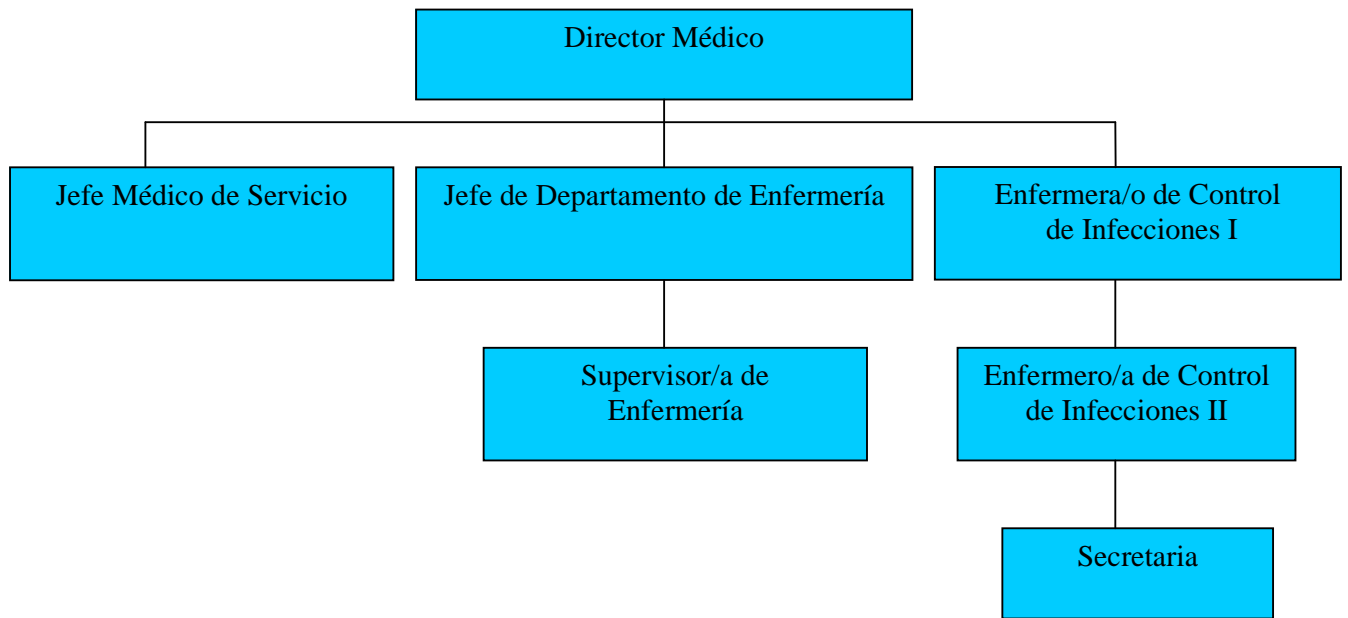 Director Médico
Jefe Médico de Servicio
Jefe de Departamento de Enfermería
Enfermera/o de Control
de Infecciones I
Supervisor/a de
Enfermería
Enfermero/a de Control
de Infecciones II
Secretaria